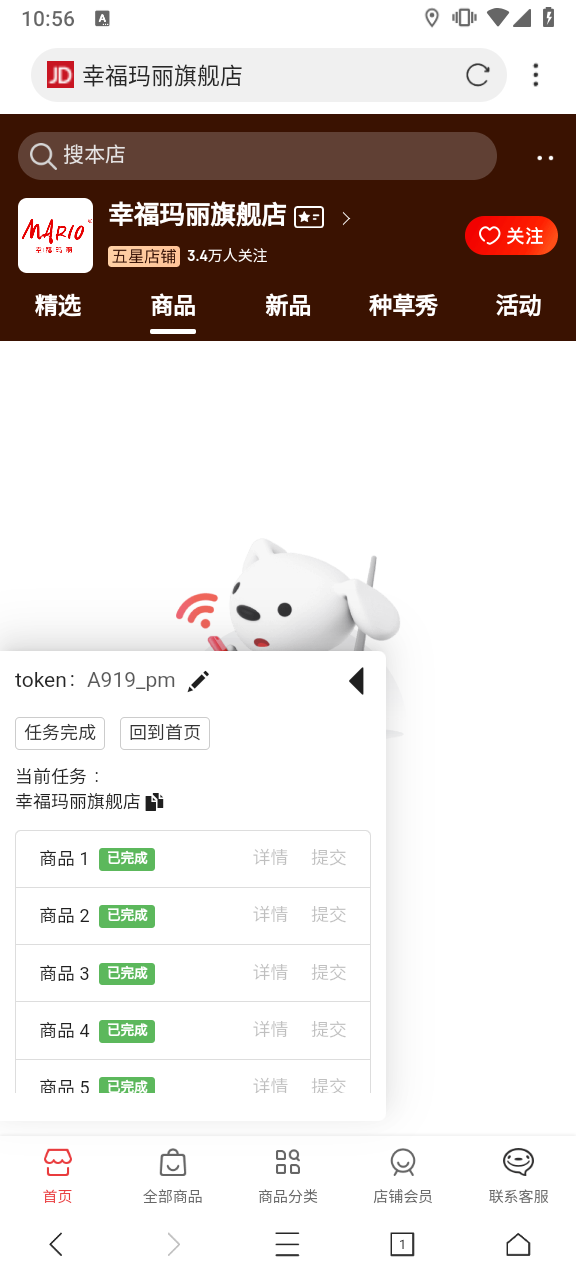 10:56
A
JD 幸福玛丽旗舰店
搜本店
MARIO
幸福玛丽
幸福玛丽旗舰店
五星店铺 3.4万人关注
关注
精选 商品 新品 种草秀 活动
token：A919_pm
任务完成 回到首页
当前任务：
幸福玛丽旗舰店
商品 1 已完成 详情 提交
商品 2 已完成 详情 提交
商品 3 已完成 详情 提交
商品 4 已完成 详情 提交
商品 5 已完成 详情 提交
首页 全部商品 商品分类 店铺会员 联系客服
1